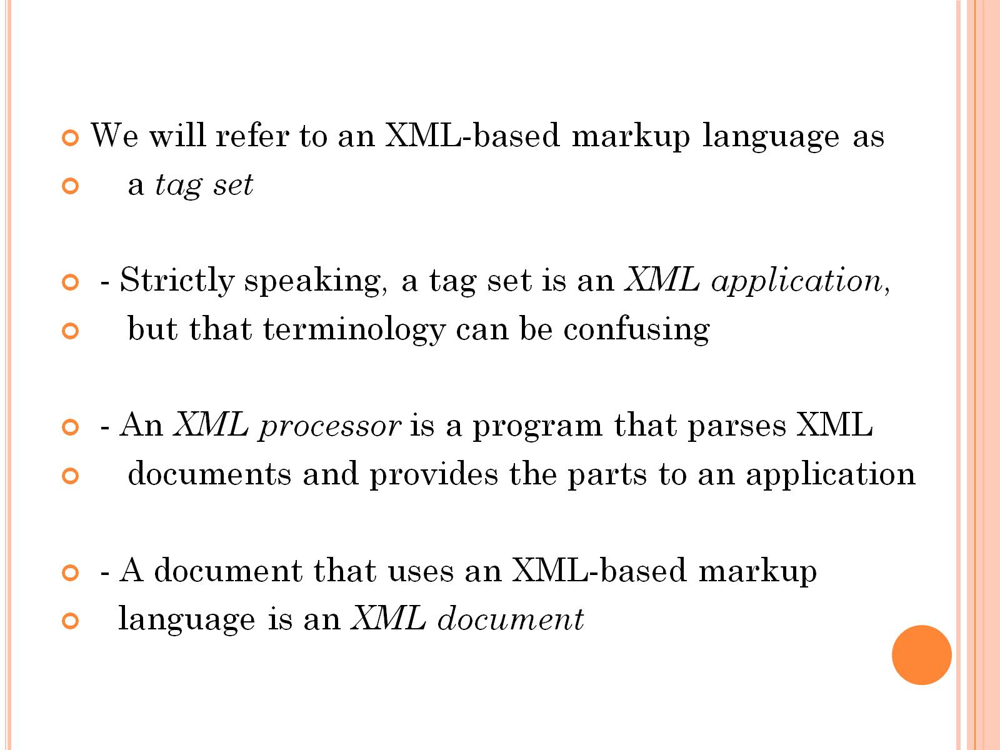 We will refer to an XML-based markup language as
a tag set
- Strictly speaking, a tag set is an XML application,
but that terminology can be confusing
- An XML processor is a program that parses XML
documents and provides the parts to an application
- A document that uses an XML-based markup
language is an XML document